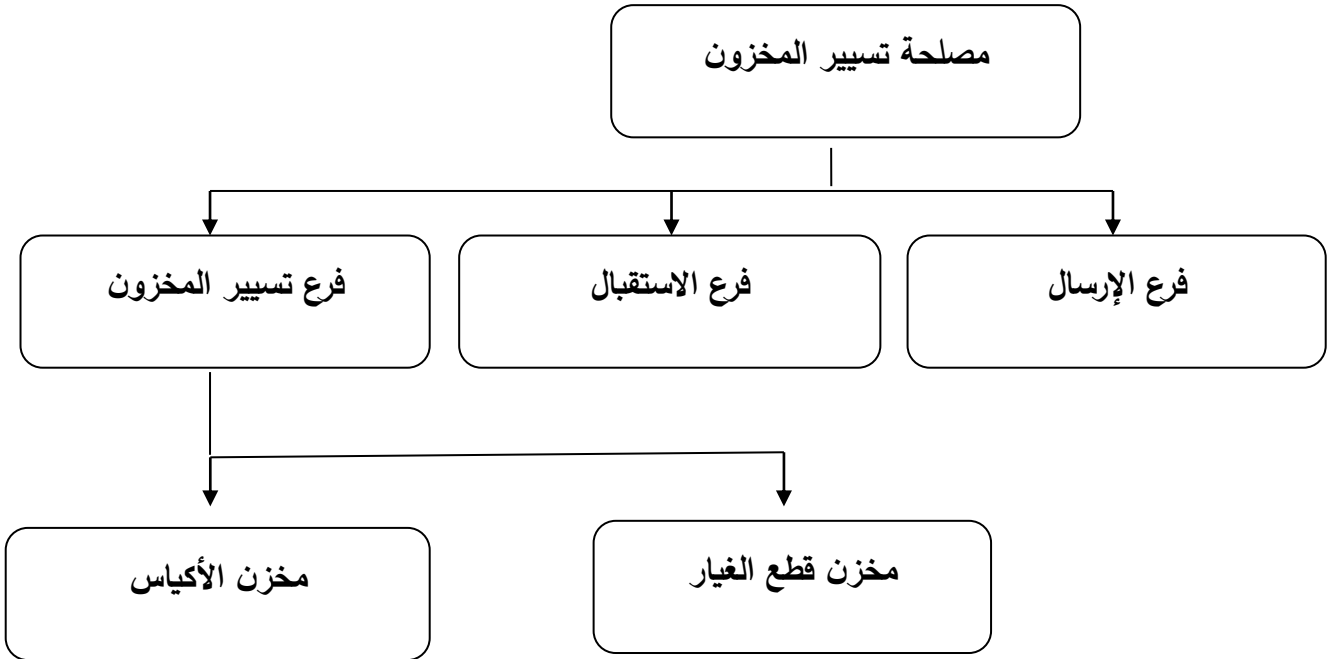 مصلحة تسيير المخزون
فرع الإرسال
فرع الاستقبال
فرع تسيير المخزون
مخزن قطع الغيار
مخزن الأكياس